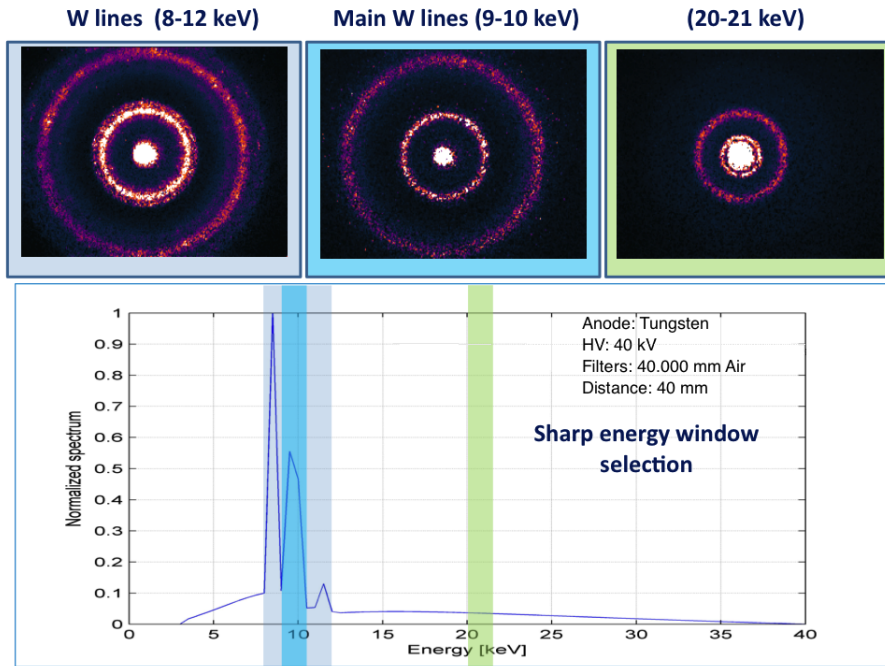 W lines (8-12 keV)
Main W lines (9-10 keV)
(20-21 keV)
Anode: Tungsten
HV: 40 kV
Filters: 40.000 mm Air
Distance: 40 mm
Sharp energy window
selection
Normalized spectrum
1
0.9
0.8
0.7
0.6
0.5
0.4
0.3
0.2
0.1
0
0 5 10 15 20 25 30 35 40
Energy [keV]